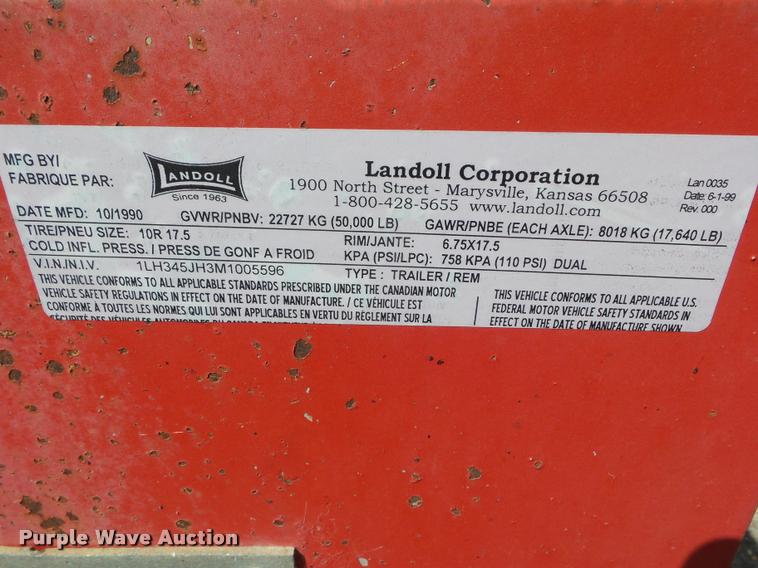 MFG BY/
FABRIQUE PAR:
LANDOLL
Since 1963
Landoll Corporation
1900 North Street - Marysville, Kansas 66508
1-800-428-5655 www.landoll.com
Lan 0035
Date: 6-1-99
Rev. 000
DATE MFD: 10/1990 GVWR/PNBV: 22727 KG (50,000 LB) GAWR/PNBE (EACH AXLE): 8018 KG (17,640 LB)
TIRE/PNEU SIZE: 10R 17.5 RIM/JANTE: 6.75X17.5
COLD INFL. PRESS. / PRESS DE GONF A FROID KPA (PSI/LPC): 758 KPA (110 PSI) DUAL
V.I.N./N.I.V. 1LH345JH3M1005596 TYPE : TRAILER / REM
THIS VEHICLE CONFORMS TO ALL APPLICABLE STANDARDS PRESCRIBED UNDER THE CANADIAN MOTOR
VEHICLE SAFETY REGULATIONS IN EFFECT ON THE DATE OF MANUFACTURE. / CE VÉHICULE EST
CONFORME À TOUTES LES NORMES QUI LUI SONT APPLICABLES EN VERTU DU RÈGLEMENT SUR LA
SÉCURITÉ DES VÉHICULES AUTOMOBILES
THIS VEHICLE CONFORMS TO ALL APPLICABLE U.S.
FEDERAL MOTOR VEHICLE SAFETY STANDARDS IN
EFFECT ON THE DATE OF MANUFACTURE SHOWN
Purple Wave Auction